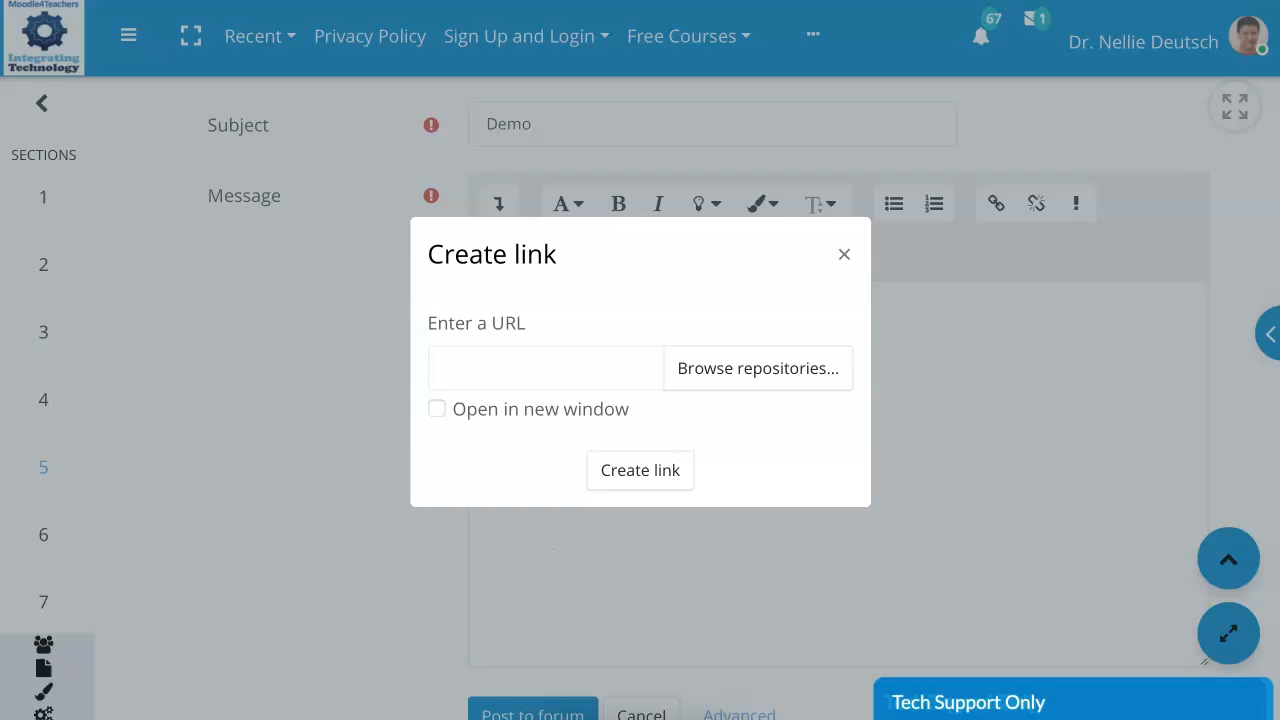 Moodle4Teachers
Integrating
Technology
Recent
Privacy Policy
Sign Up and Login
Free Courses
67
1
Dr. Nellie Deutsch
Subject
Demo
SECTIONS
Message
1
2
3
4
5
6
7
A
B
I
T
Create link
×
Enter a URL
Browse repositories...
Open in new window
Create link
Post to forum
Cancel
Advanced
Tech Support Only